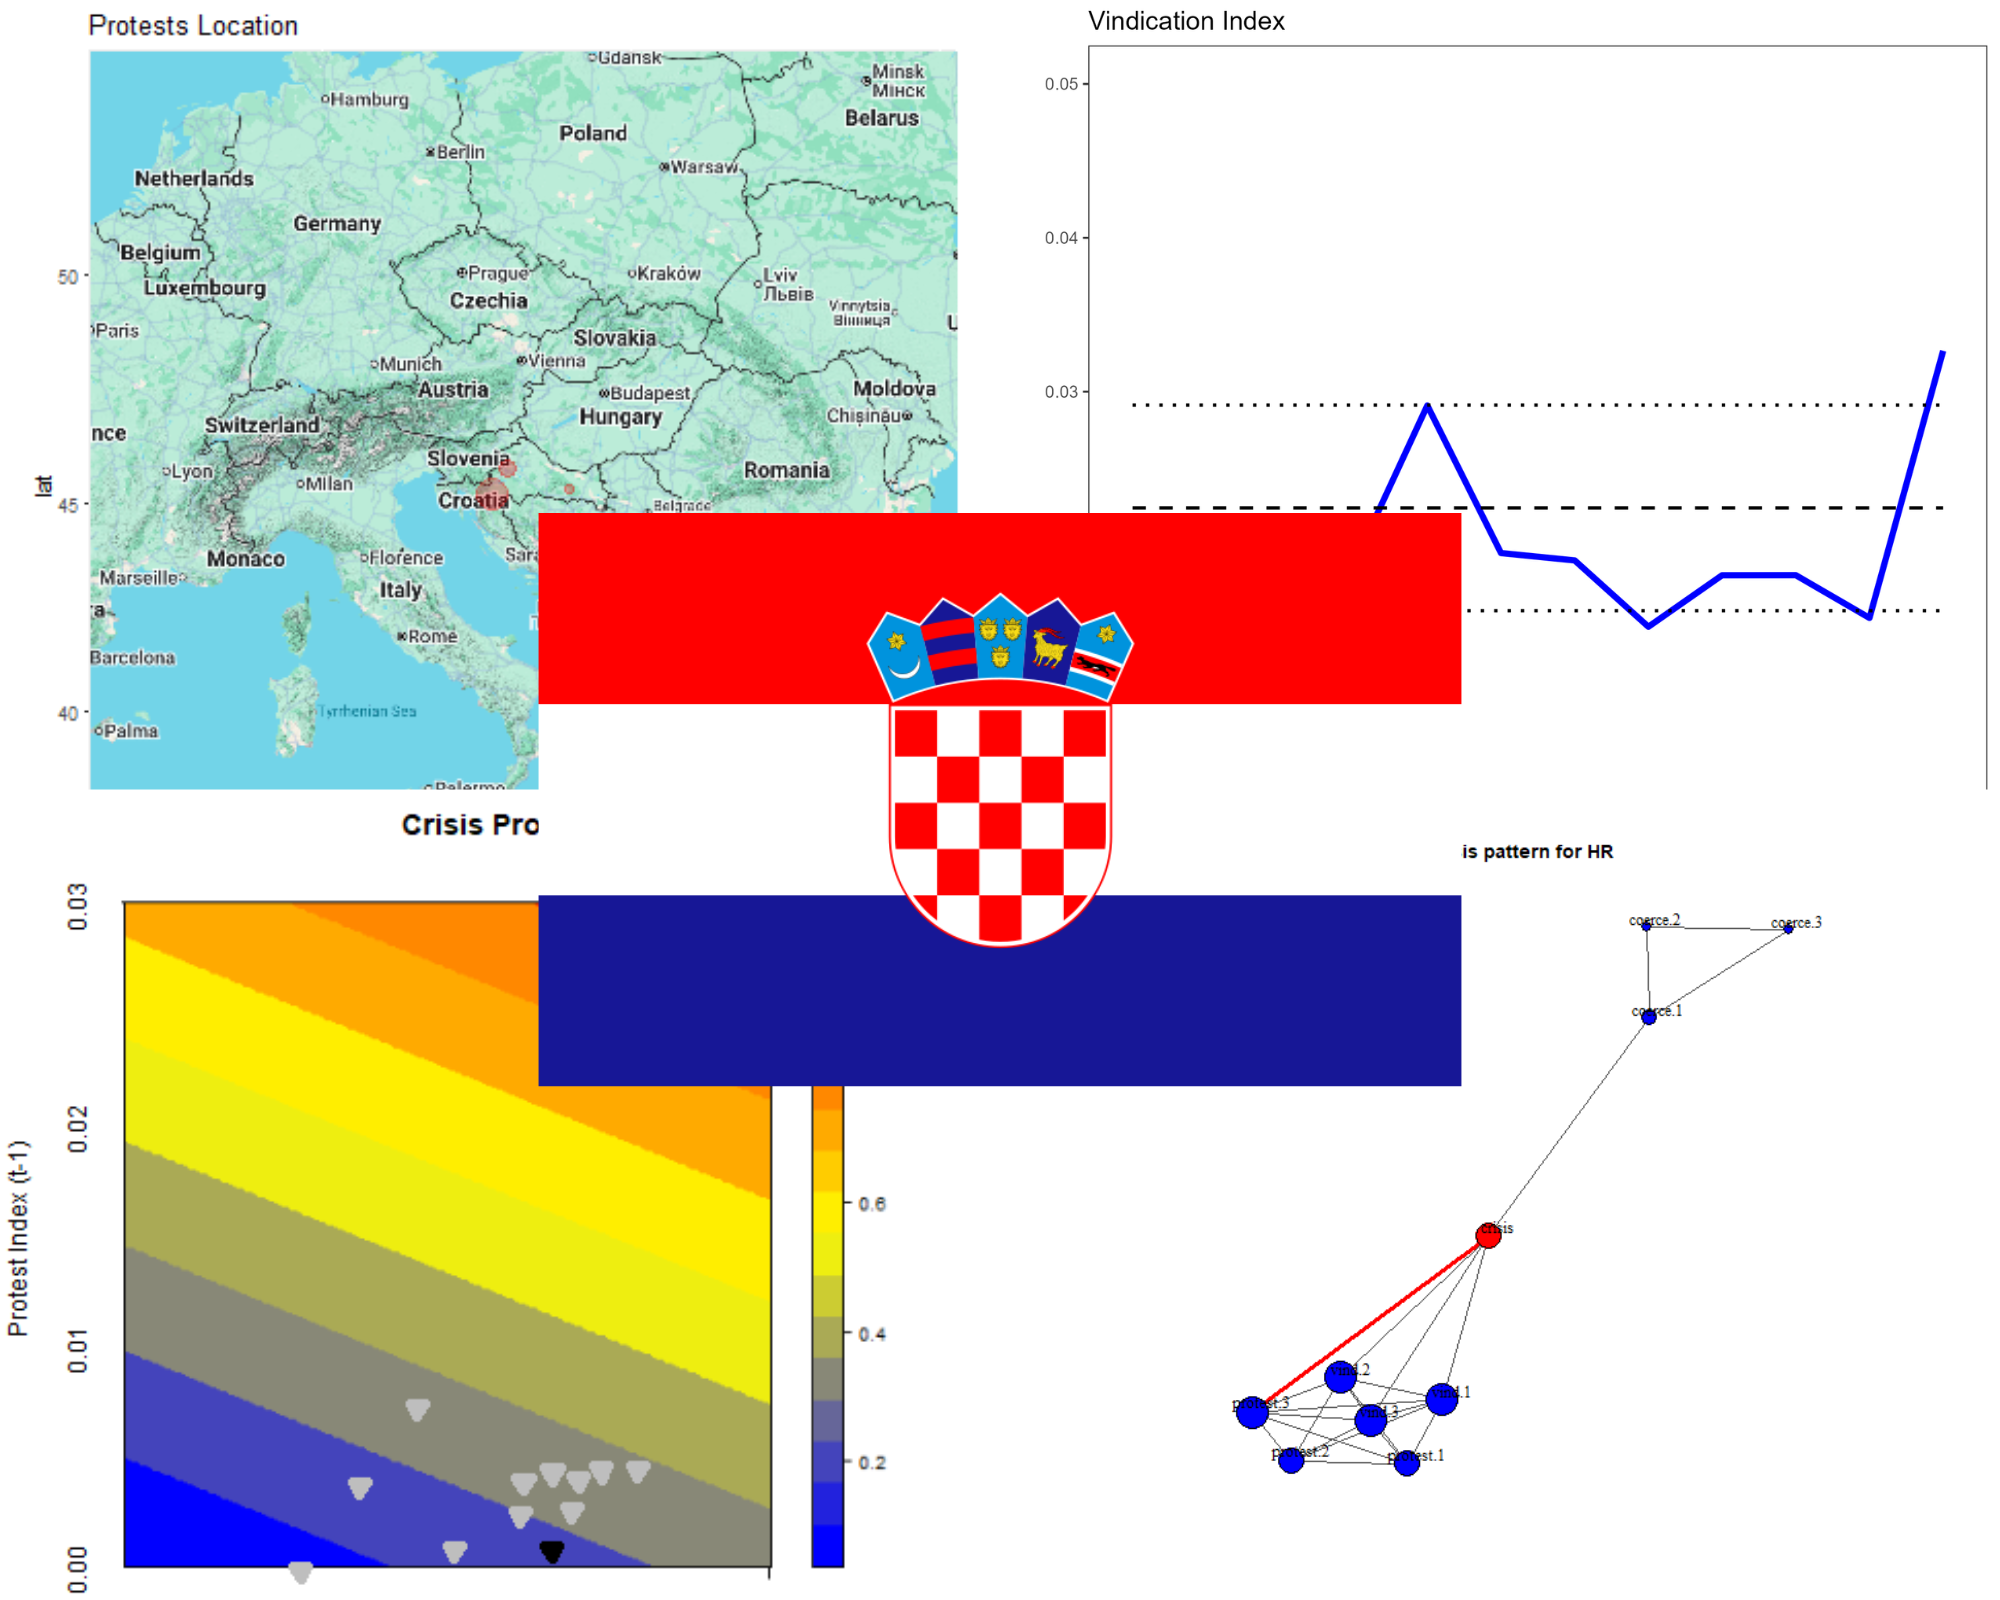 Protests Location
Vindication Index
Gdansk
Minsk
Мінск
Hamburg
Belarus
Poland
Berlin
Warsaw
Netherlands
Germany
Belgium
Prague
Kraków
Lviv
Львів
Luxembourg
Czechia
Vinnytsia
Вінниця
Paris
Slovakia
Munich
Vienna
Austria
Budapest
Moldova
Hungary
Chișinău
Switzerland
nce
Slovenia
Lyon
Romania
Milan
Croatia
Belgrade
Monaco
Florence
Sara
Marseille
Italy
ra
Rome
Barcelona
Tyrrhenian Sea
Palma
Palermo
lat
50
45
40
0.05
0.04
0.03
Crisis Pro
is pattern for HR
Protest Index (t-1)
0.03
0.02
0.01
0.00
0.6
0.4
0.2
coerce.2
coerce.3
coerce.1
crisis
vind.2
vind.1
protest.3
vind.3
protest.2
protest.1